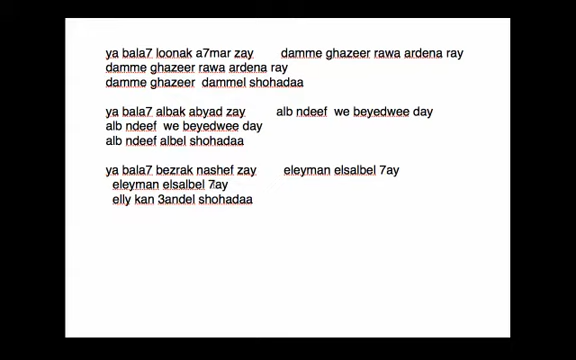 ya bala7 loonak a7mar zay damme ghazeer rawa ardena ray
damme ghazeer rawa ardena ray
damme ghazeer dammel shohadaa
ya bala7 albak abyad zay alb ndeef we beyedwee day
alb ndeef we beyedwee day
alb ndeef albel shohadaa
ya bala7 bezrak nashef zay eleyman elsalbel 7ay
eleyman elsalbel 7ay
elly kan 3andel shohadaa